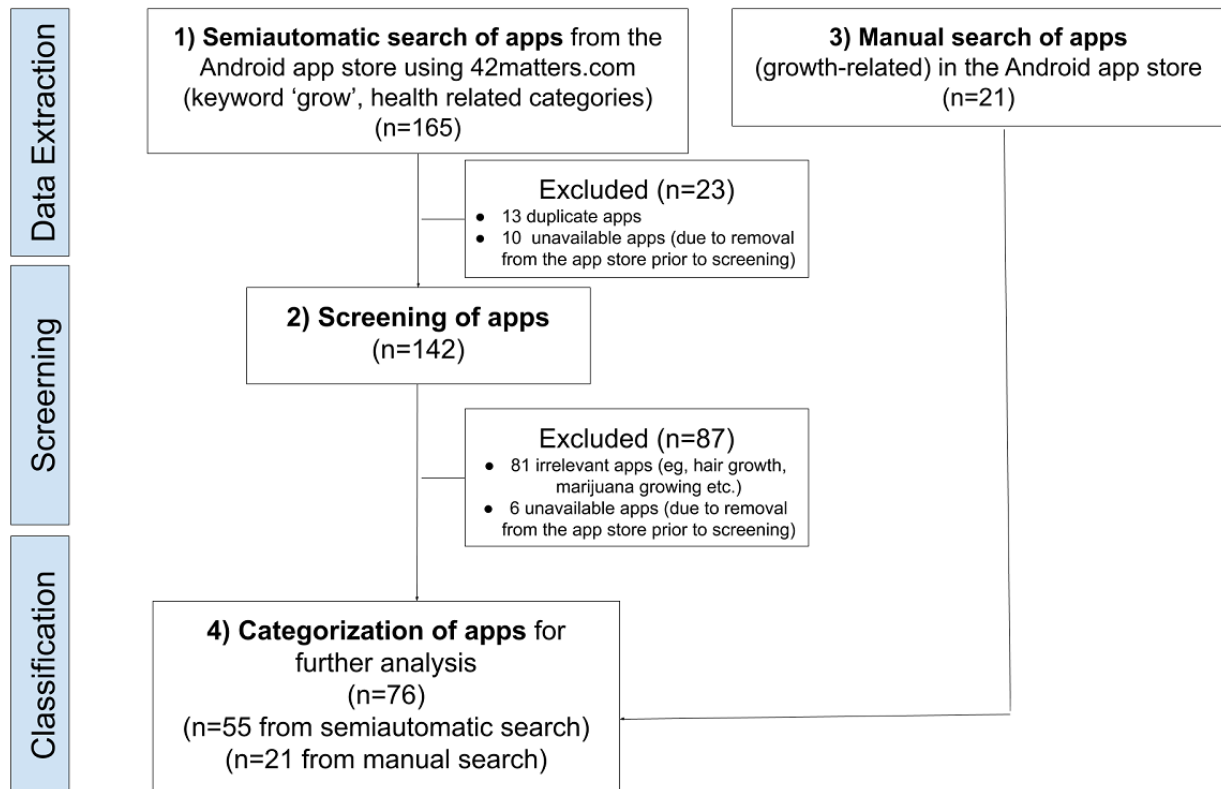 Data Extraction
1) Semiautomatic search of apps from the
Android app store using 42matters.com
(keyword ‘grow’, health related categories)
(n=165)
3) Manual search of apps
(growth-related) in the Android app store
(n=21)
Excluded (n=23)
● 13 duplicate apps
● 10 unavailable apps (due to removal
from the app store prior to screening)
Screerning
2) Screening of apps
(n=142)
Excluded (n=87)
● 81 irrelevant apps (eg, hair growth,
marijuana growing etc.)
● 6 unavailable apps (due to removal
from the app store prior to screening)
Classification
4) Categorization of apps for
further analysis
(n=76)
(n=55 from semiautomatic search)
(n=21 from manual search)